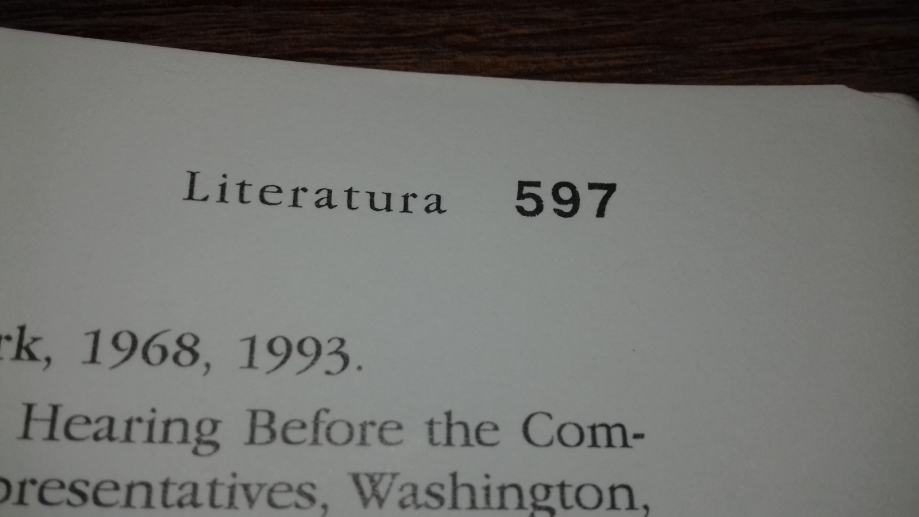 Literatura 597
rk, 1968, 1993.
Hearing Before the Com-
presentatives, Washington,